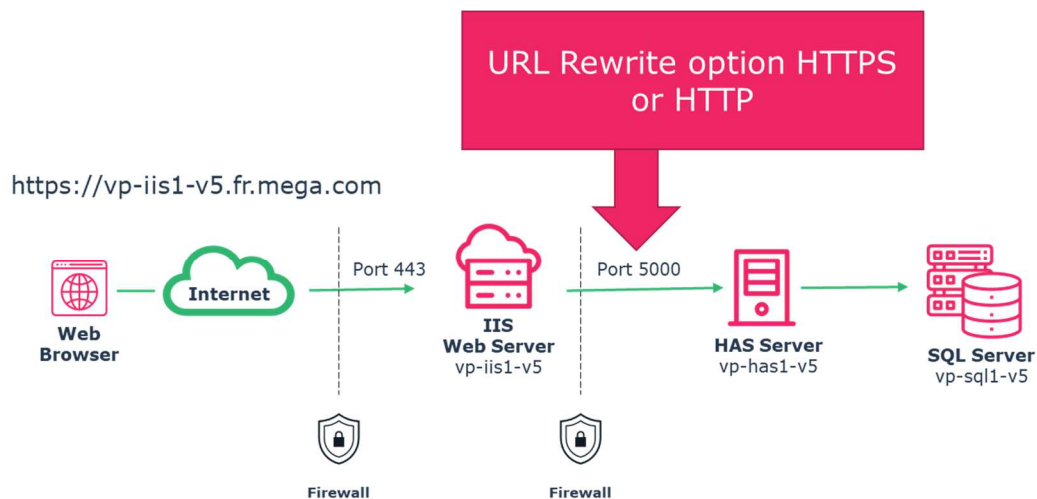 URL Rewrite option HTTPS
or HTTP
https://vp-iis1-v5.fr.mega.com
Port 443
Port 5000
Internet
Web
Browser
IIS
Web Server
vp-iis1-v5
HAS Server
vp-has1-v5
SQL Server
vp-sql1-v5
Firewall
Firewall